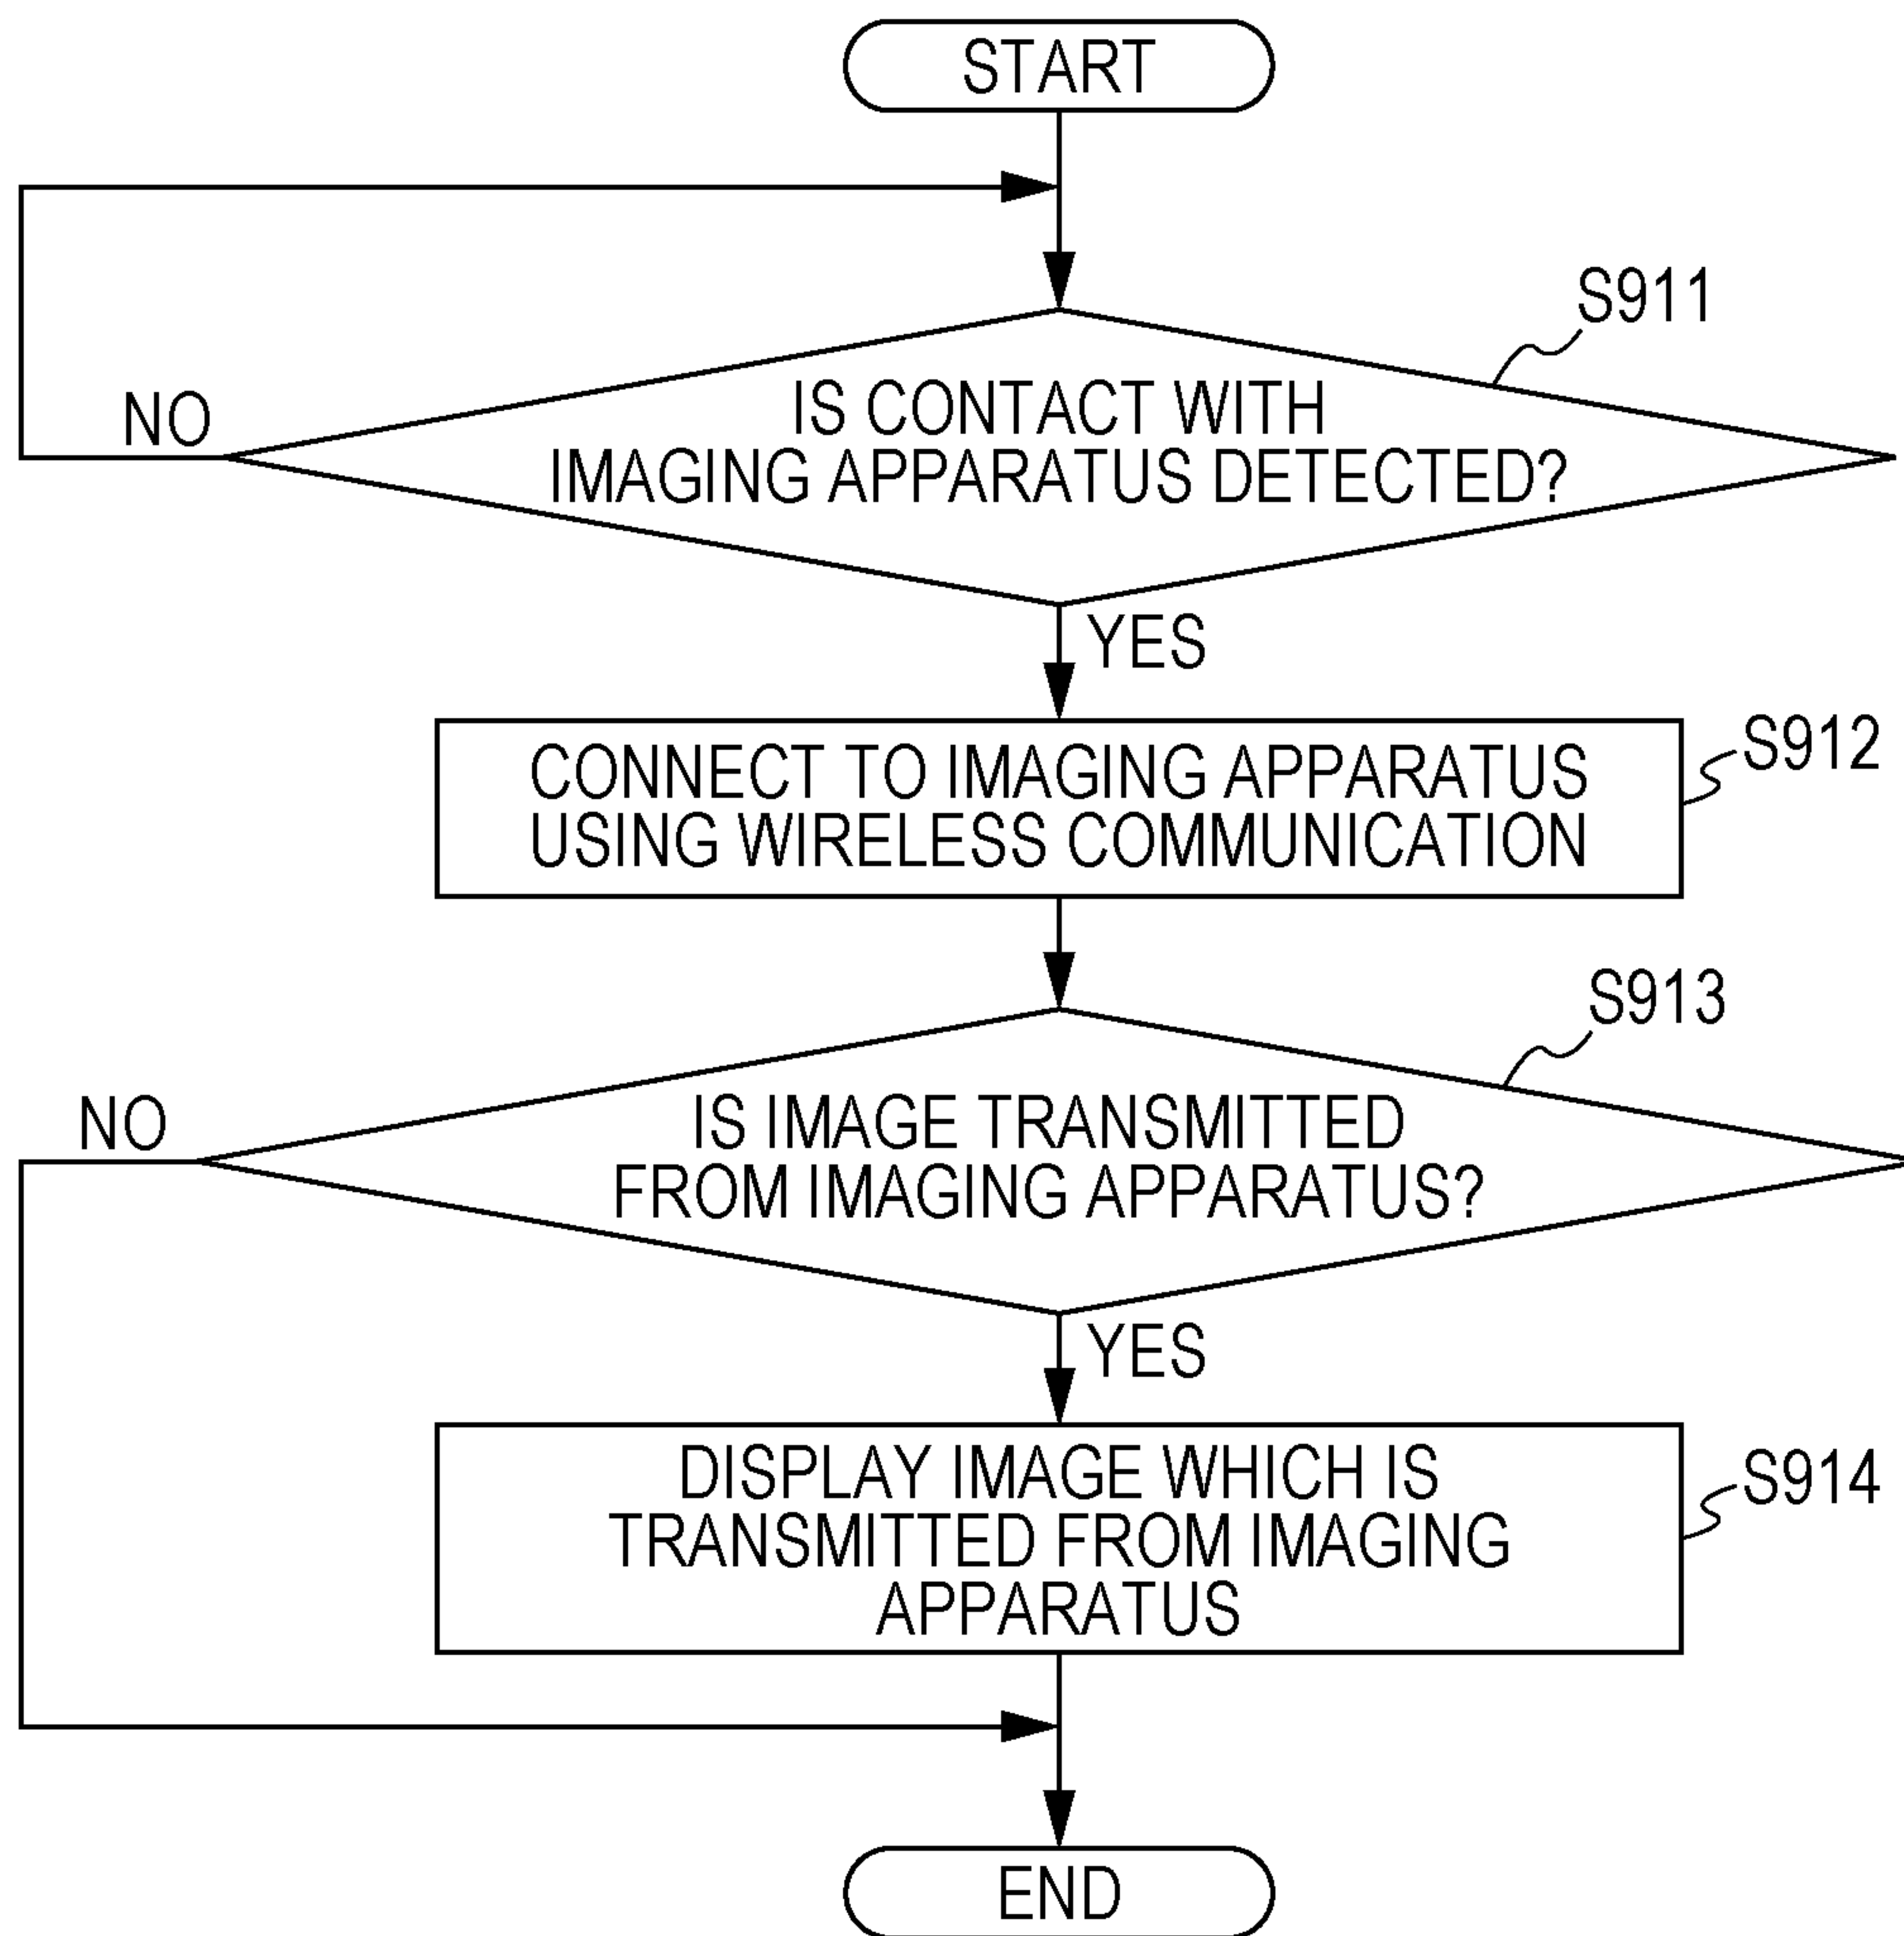 START
S911
IS CONTACT WITH
IMAGING APPARATUS DETECTED?
NO
YES
CONNECT TO IMAGING APPARATUS
USING WIRELESS COMMUNICATION
S912
S913
IS IMAGE TRANSMITTED
FROM IMAGING APPARATUS?
NO
YES
DISPLAY IMAGE WHICH IS
TRANSMITTED FROM IMAGING
APPARATUS
S914
END